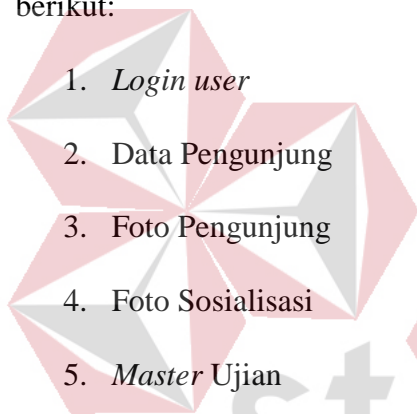 berikut:
1. Login user
2. Data Pengunjung
3. Foto Pengunjung
4. Foto Sosialisasi
5. Master Ujian